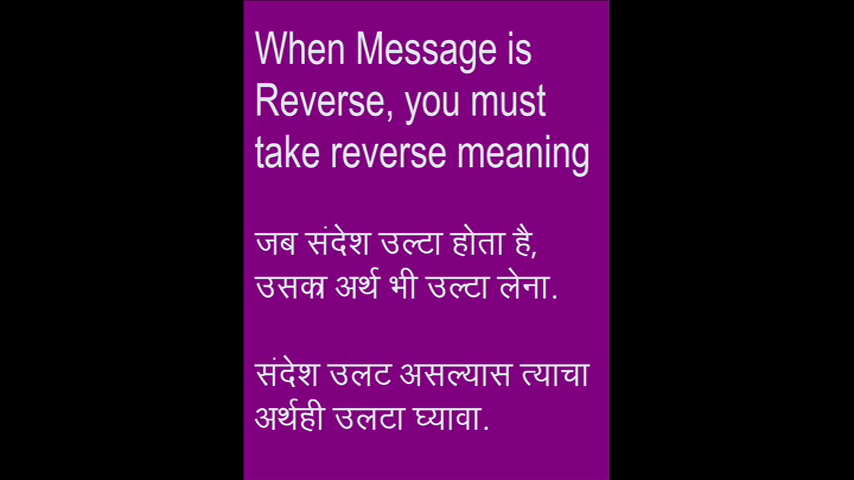 When Message is
Reverse, you must
take reverse meaning
जब संदेश उल्टा होता है,
उसका अर्थ भी उल्टा लेना.
संदेश उलट असल्यास त्याचा
अर्थही उलटा घ्यावा.